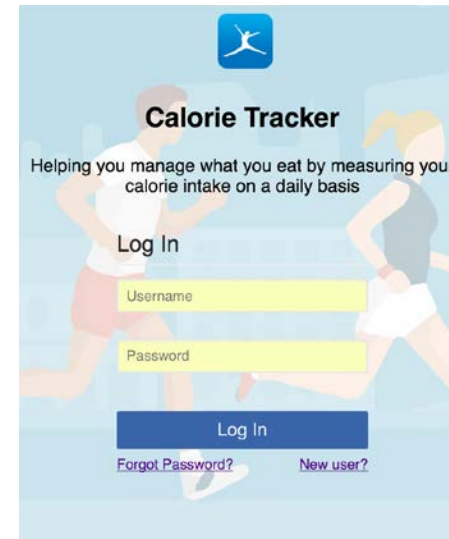 Calorie Tracker
Helping you manage what you eat by measuring you
calorie intake on a daily basis
Log In
Username
Password
Log In
Forgot Password? New user?